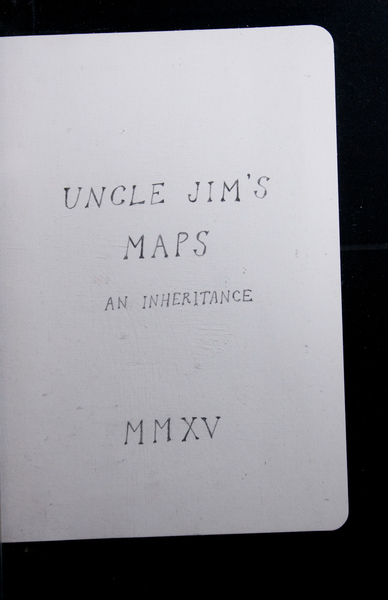 UNCLE JIM'S
MAPS
AN INHERITANCE
MMXV